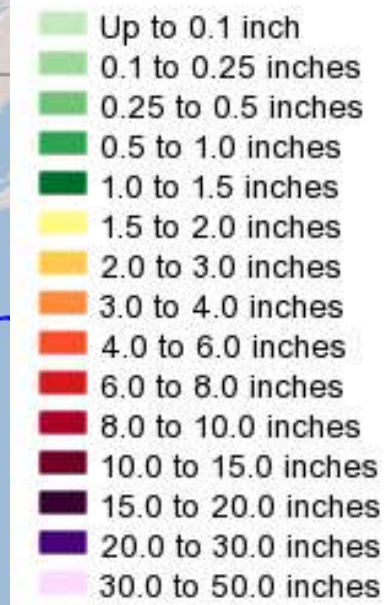 Up to 0.1 inch
0.1 to 0.25 inches
0.25 to 0.5 inches
0.5 to 1.0 inches
1.0 to 1.5 inches
1.5 to 2.0 inches
2.0 to 3.0 inches
3.0 to 4.0 inches
4.0 to 6.0 inches
6.0 to 8.0 inches
8.0 to 10.0 inches
10.0 to 15.0 inches
15.0 to 20.0 inches
20.0 to 30.0 inches
30.0 to 50.0 inches